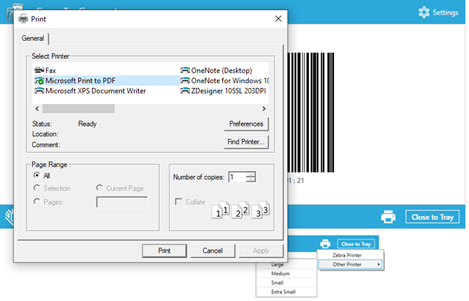 Settings
Print
General
Select Printer
Fax
OneNote (Desktop)
Microsoft Print to PDF
OneNote for Windows 10
Microsoft XPS Document Writer
ZDesigner 105SL 203DPI
Status: Ready
Location:
Comment:
Preferences
Find Printer...
Page Range
All
Selection
Current Page
Pages
Number of copies: 1
Collate
1 1 2 2 3 3
: 21
Print
Cancel
Apply
Close to Tray
Close to Tray
Zebra Printer
Other Printer
Large
Medium
Small
Extra Small